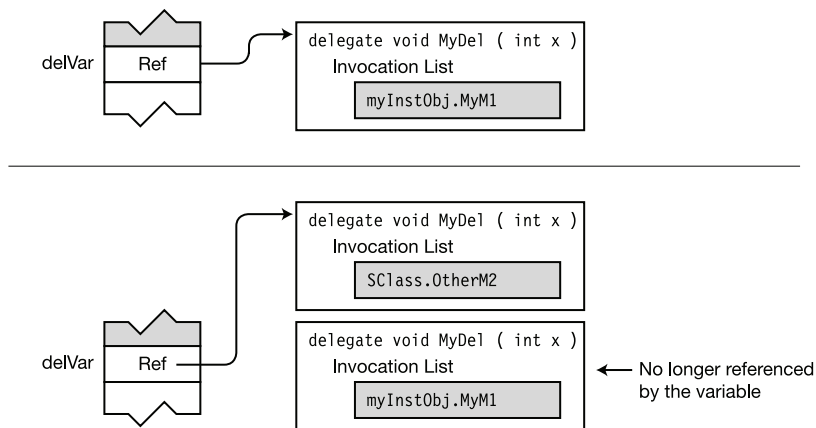 delegate void MyDel ( int x )
delVar
Ref
Invocation List
myInstObj.MyM1
delegate void MyDel ( int x )
Invocation List
SClass.OtherM2
delegate void MyDel ( int x )
delVar
Ref
Invocation List
No longer referenced
by the variable
myInstObj.MyM1